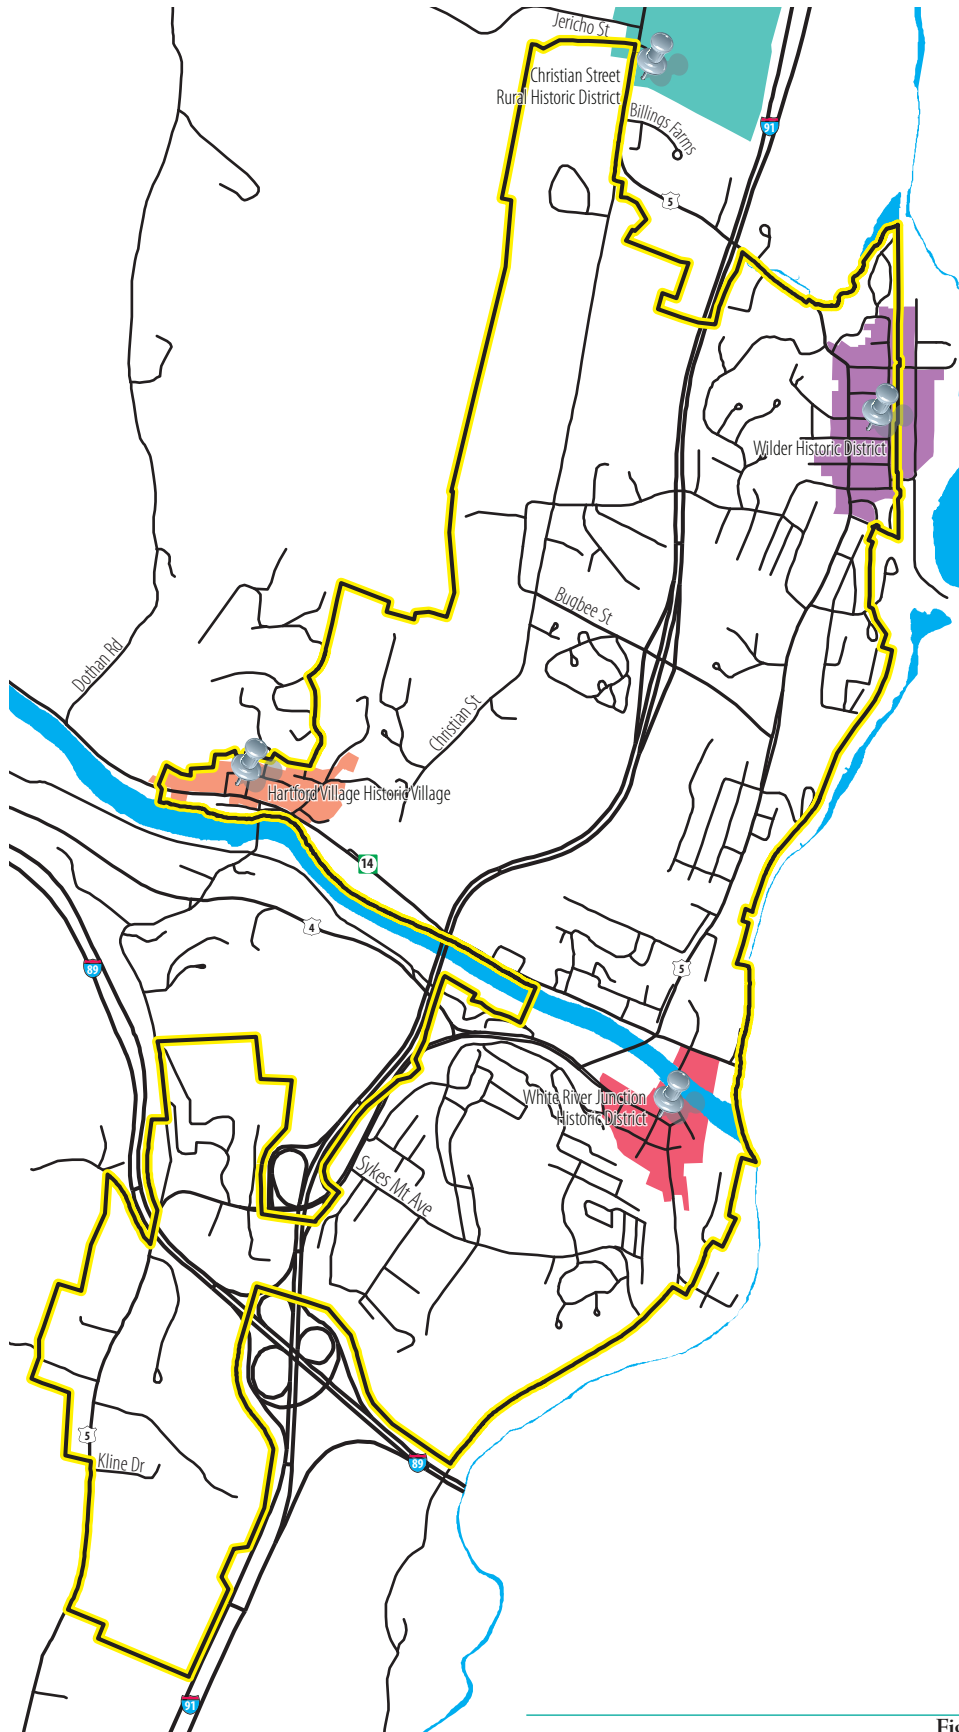 Jericho St
Christian Street
Rural Historic District
Billings Farms
91
5
Wilder Historic District
Bugbee St
Dothan Rd
Christian St
Hartford Village Historic Village
14
4
89
5
White River Junction
Historic District
Sykes Mt Ave
5
Kline Dr
89
91
Fig